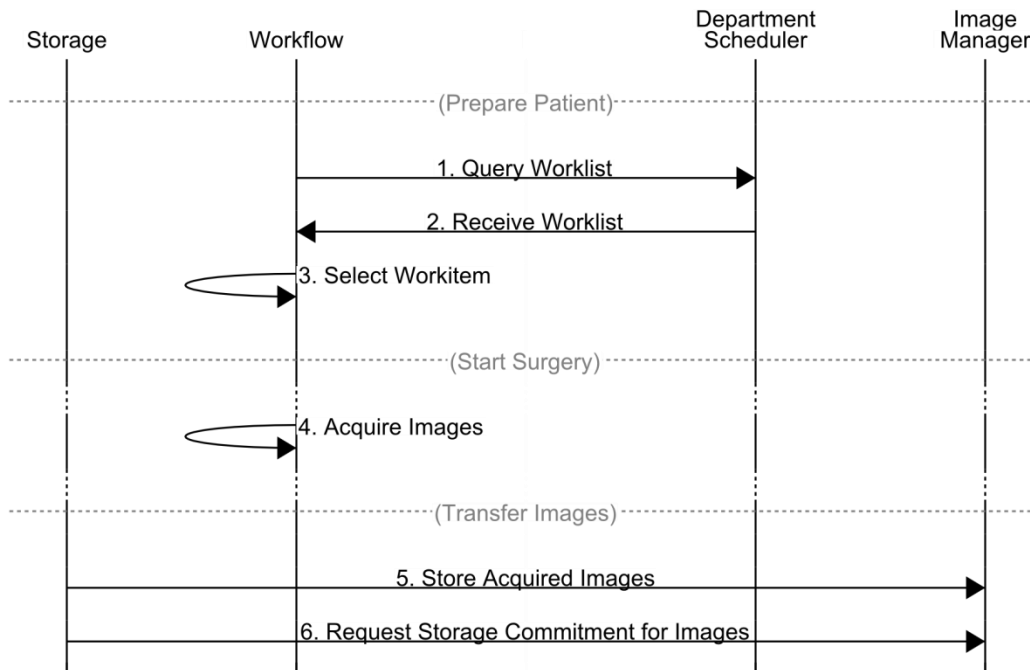 Storage
Workflow
Department
Scheduler
Image
Manager
(Prepare Patient)
1. Query Worklist
2. Receive Worklist
3. Select Workitem
(Start Surgery)
4. Acquire Images
(Transfer Images)
5. Store Acquired Images
6. Request Storage Commitment for Images